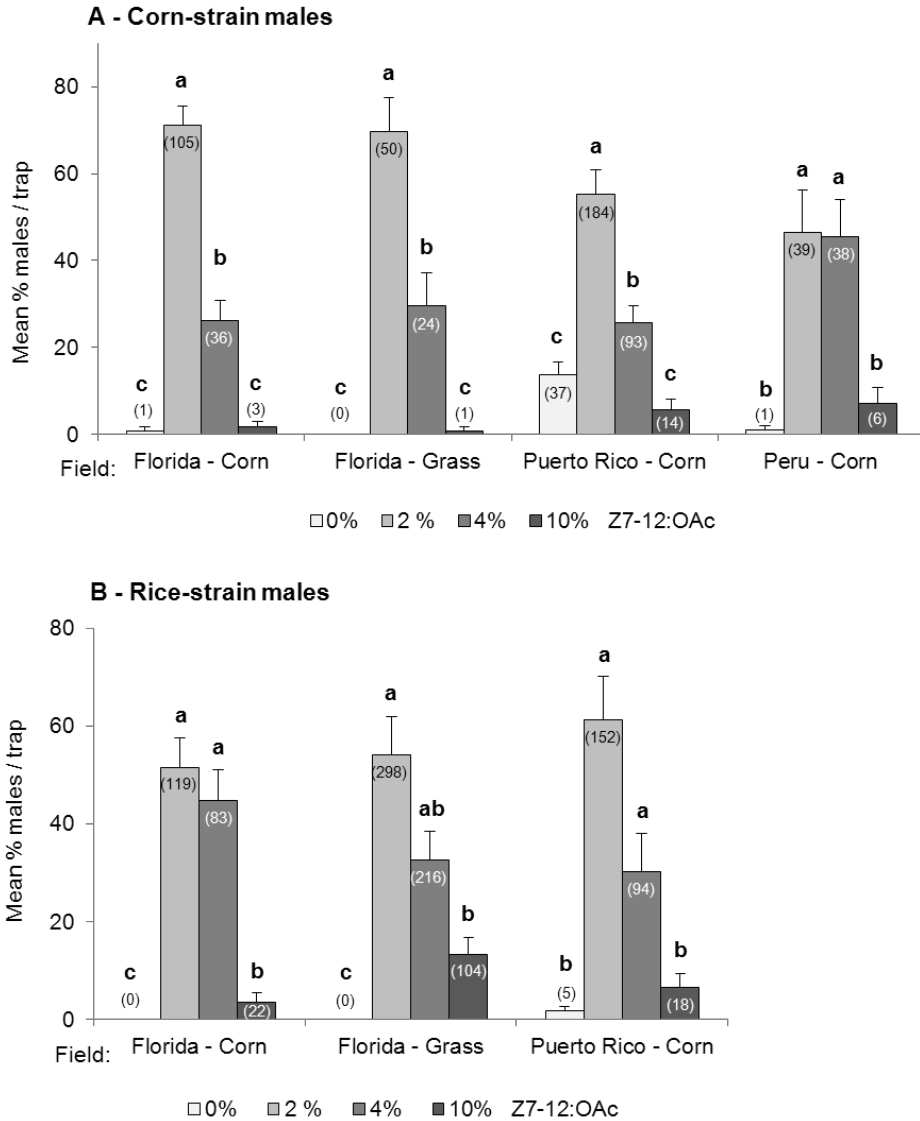 A - Corn-strain males
Mean % males / trap
80
60
40
20
0
a a a a a
b b b b b
c c c c c c
(105) (50) (184) (39) (38)
(36) (24) (93)
(1) (3) (0) (1) (37) (14) (1) (6)
Field: Florida - Corn Florida - Grass Puerto Rico - Corn Peru - Corn
0% 2 % 4% 10% Z7-12:OAc
B - Rice-strain males
Mean % males / trap
80
60
40
20
0
a a a a a
ab
c b c b b b
(119) (83) (298) (216) (152) (94)
(0) (22) (0) (104) (5) (18)
Field: Florida - Corn Florida - Grass Puerto Rico - Corn
0% 2 % 4% 10% Z7-12:OAc